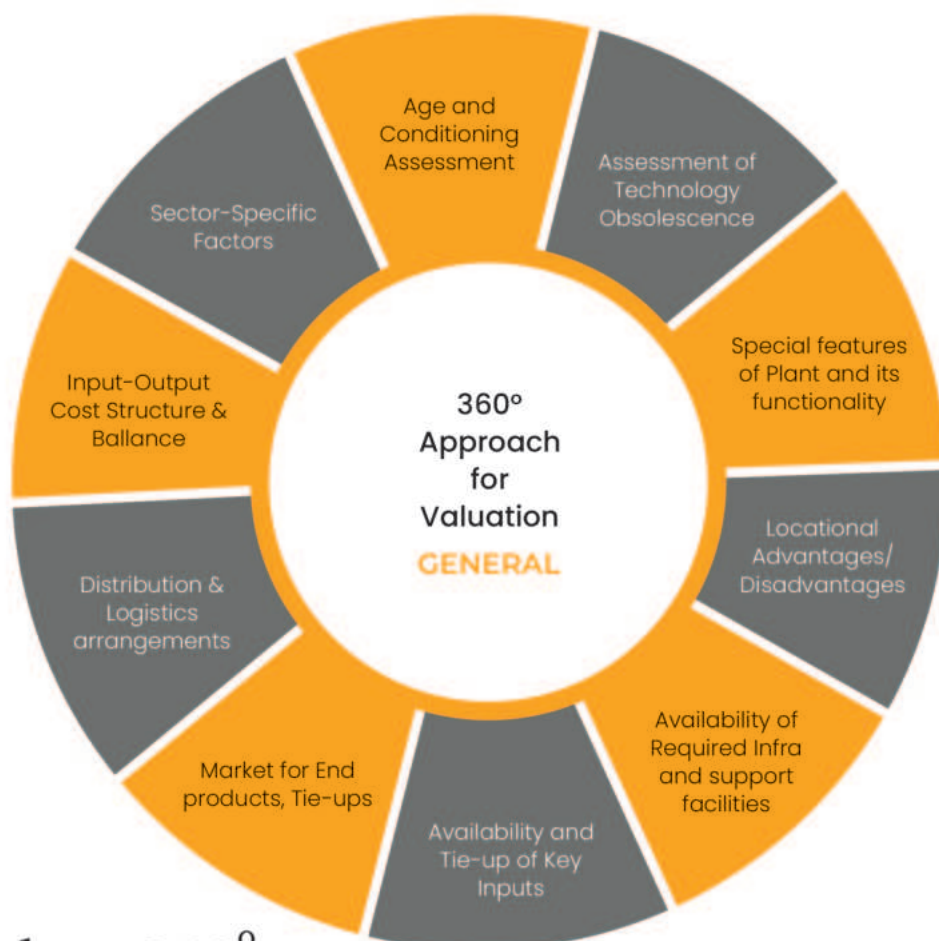 Age and
Conditioning
Assessment
Assessment of
Technology
Obsolescence
Special features
of Plant and its
functionality
Locational
Advantages/
Disadvantages
Availability of
Required Infra
and support
facilities
Availability and
Tie-up of Key
Inputs
Market for End
products, Tie-ups
Distribution &
Logistics
arrangements
Input-Output
Cost Structure &
Ballance
Sector-Specific
Factors
360°
Approach
for
Valuation
GENERAL